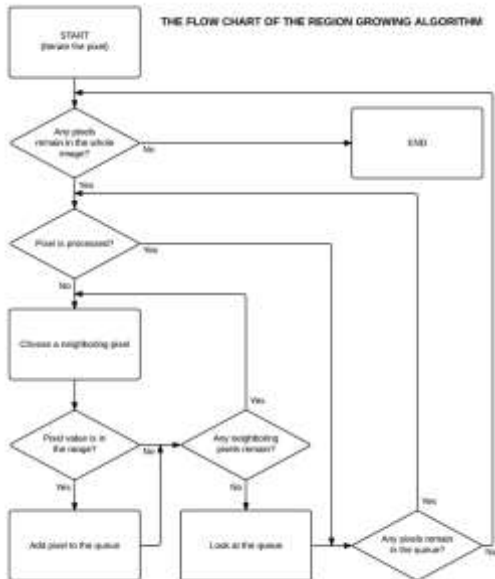 THE FLOW CHART OF THE REGION GROWING ALGORITHM
START
(Iterate the pixel)
Any pixels
remain in the whole
image?
No
END
Yes
Pixel is processed?
Yes
No
Choose a neighboring pixel
Yes
Pixel value is in
the range?
No
Any neighboring
pixels remain?
Yes
No
Yes
Add pixel to the queue
Look at the queue
Any pixels remain
in the queue?
No